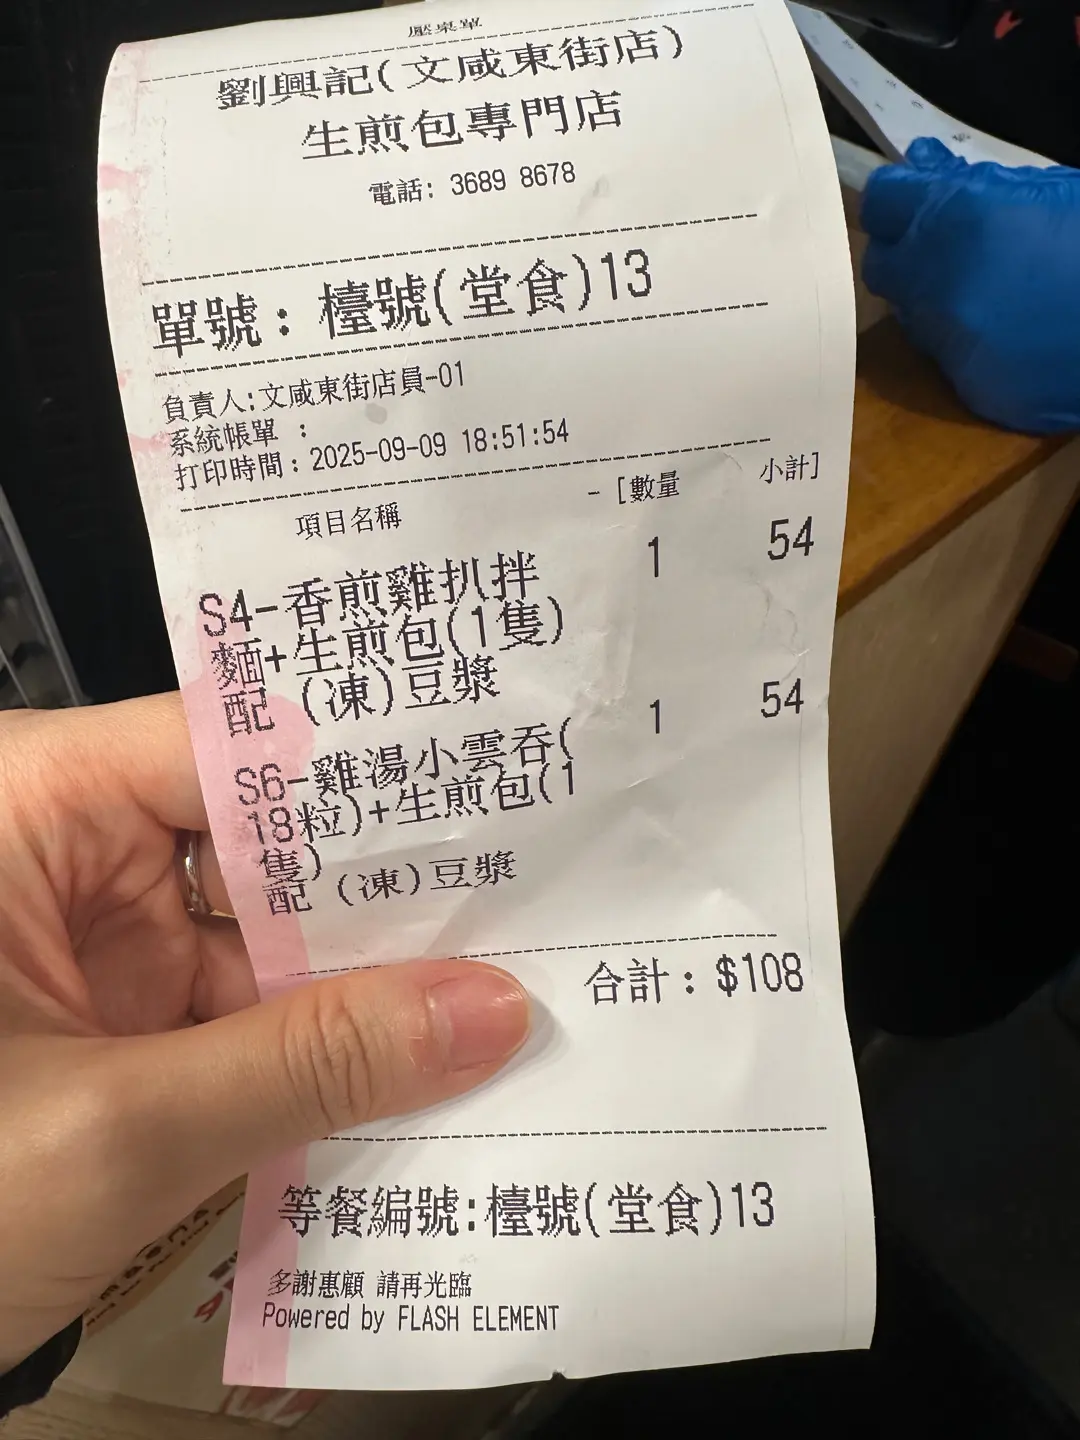 壓桌單
劉興記(文咸東街店)
生煎包專門店
電話: 3689 8678
單號: 檯號(堂食)13
負責人:文咸東街店員-01
系統帳單 :
打印時間:2025-09-09 18:51:54
項目名稱 - [數量 小計]
S4-香煎雞扒拌 1 54
麵+生煎包(1隻)
配 (凍)豆漿
S6-雞湯小雲吞( 1 54
18粒)+生煎包(1
隻)
配 (凍)豆漿
合計: $108
等餐編號:檯號(堂食)13
多謝惠顧 請再光臨
Powered by FLASH ELEMENT